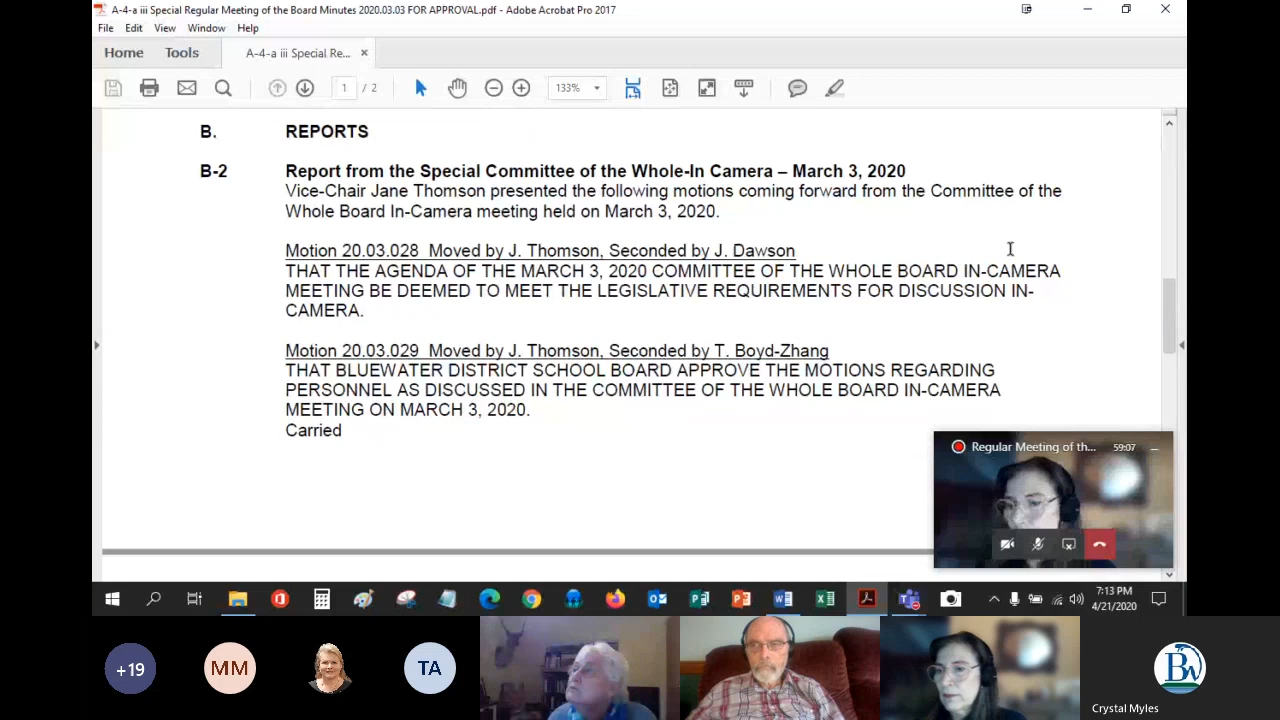 A-4-a iii Special Regular Meeting of the Board Minutes 2020.03.03 FOR APPROVAL.pdf - Adobe Acrobat Pro 2017
File Edit View Window Help
Home Tools A-4-a iii Special Re... ×
1 / 2 133%
B. REPORTS
B-2 Report from the Special Committee of the Whole-In Camera – March 3, 2020
Vice-Chair Jane Thomson presented the following motions coming forward from the Committee of the
Whole Board In-Camera meeting held on March 3, 2020.
Motion 20.03.028 Moved by J. Thomson, Seconded by J. Dawson
THAT THE AGENDA OF THE MARCH 3, 2020 COMMITTEE OF THE WHOLE BOARD IN-CAMERA
MEETING BE DEEMED TO MEET THE LEGISLATIVE REQUIREMENTS FOR DISCUSSION IN-
CAMERA.
Motion 20.03.029 Moved by J. Thomson, Seconded by T. Boyd-Zhang
THAT BLUEWATER DISTRICT SCHOOL BOARD APPROVE THE MOTIONS REGARDING
PERSONNEL AS DISCUSSED IN THE COMMITTEE OF THE WHOLE BOARD IN-CAMERA
MEETING ON MARCH 3, 2020.
Carried
Regular Meeting of th... 59:07
7:13 PM
4/21/2020
+19 MM TA
Crystal Myles